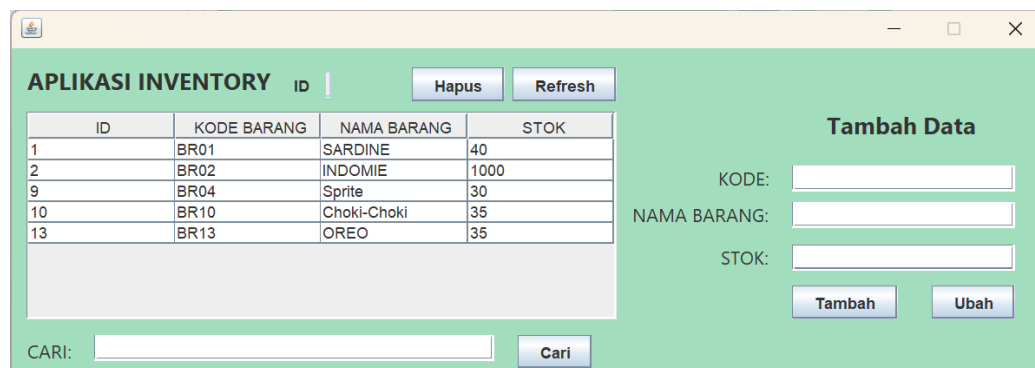 APLIKASI INVENTORY ID Hapus Refresh
ID KODE BARANG NAMA BARANG STOK
1 BR01 SARDINE 40
2 BR02 INDOMIE 1000
9 BR04 Sprite 30
10 BR10 Choki-Choki 35
13 BR13 OREO 35
CARI: Cari
Tambah Data
KODE:
NAMA BARANG:
STOK:
Tambah Ubah